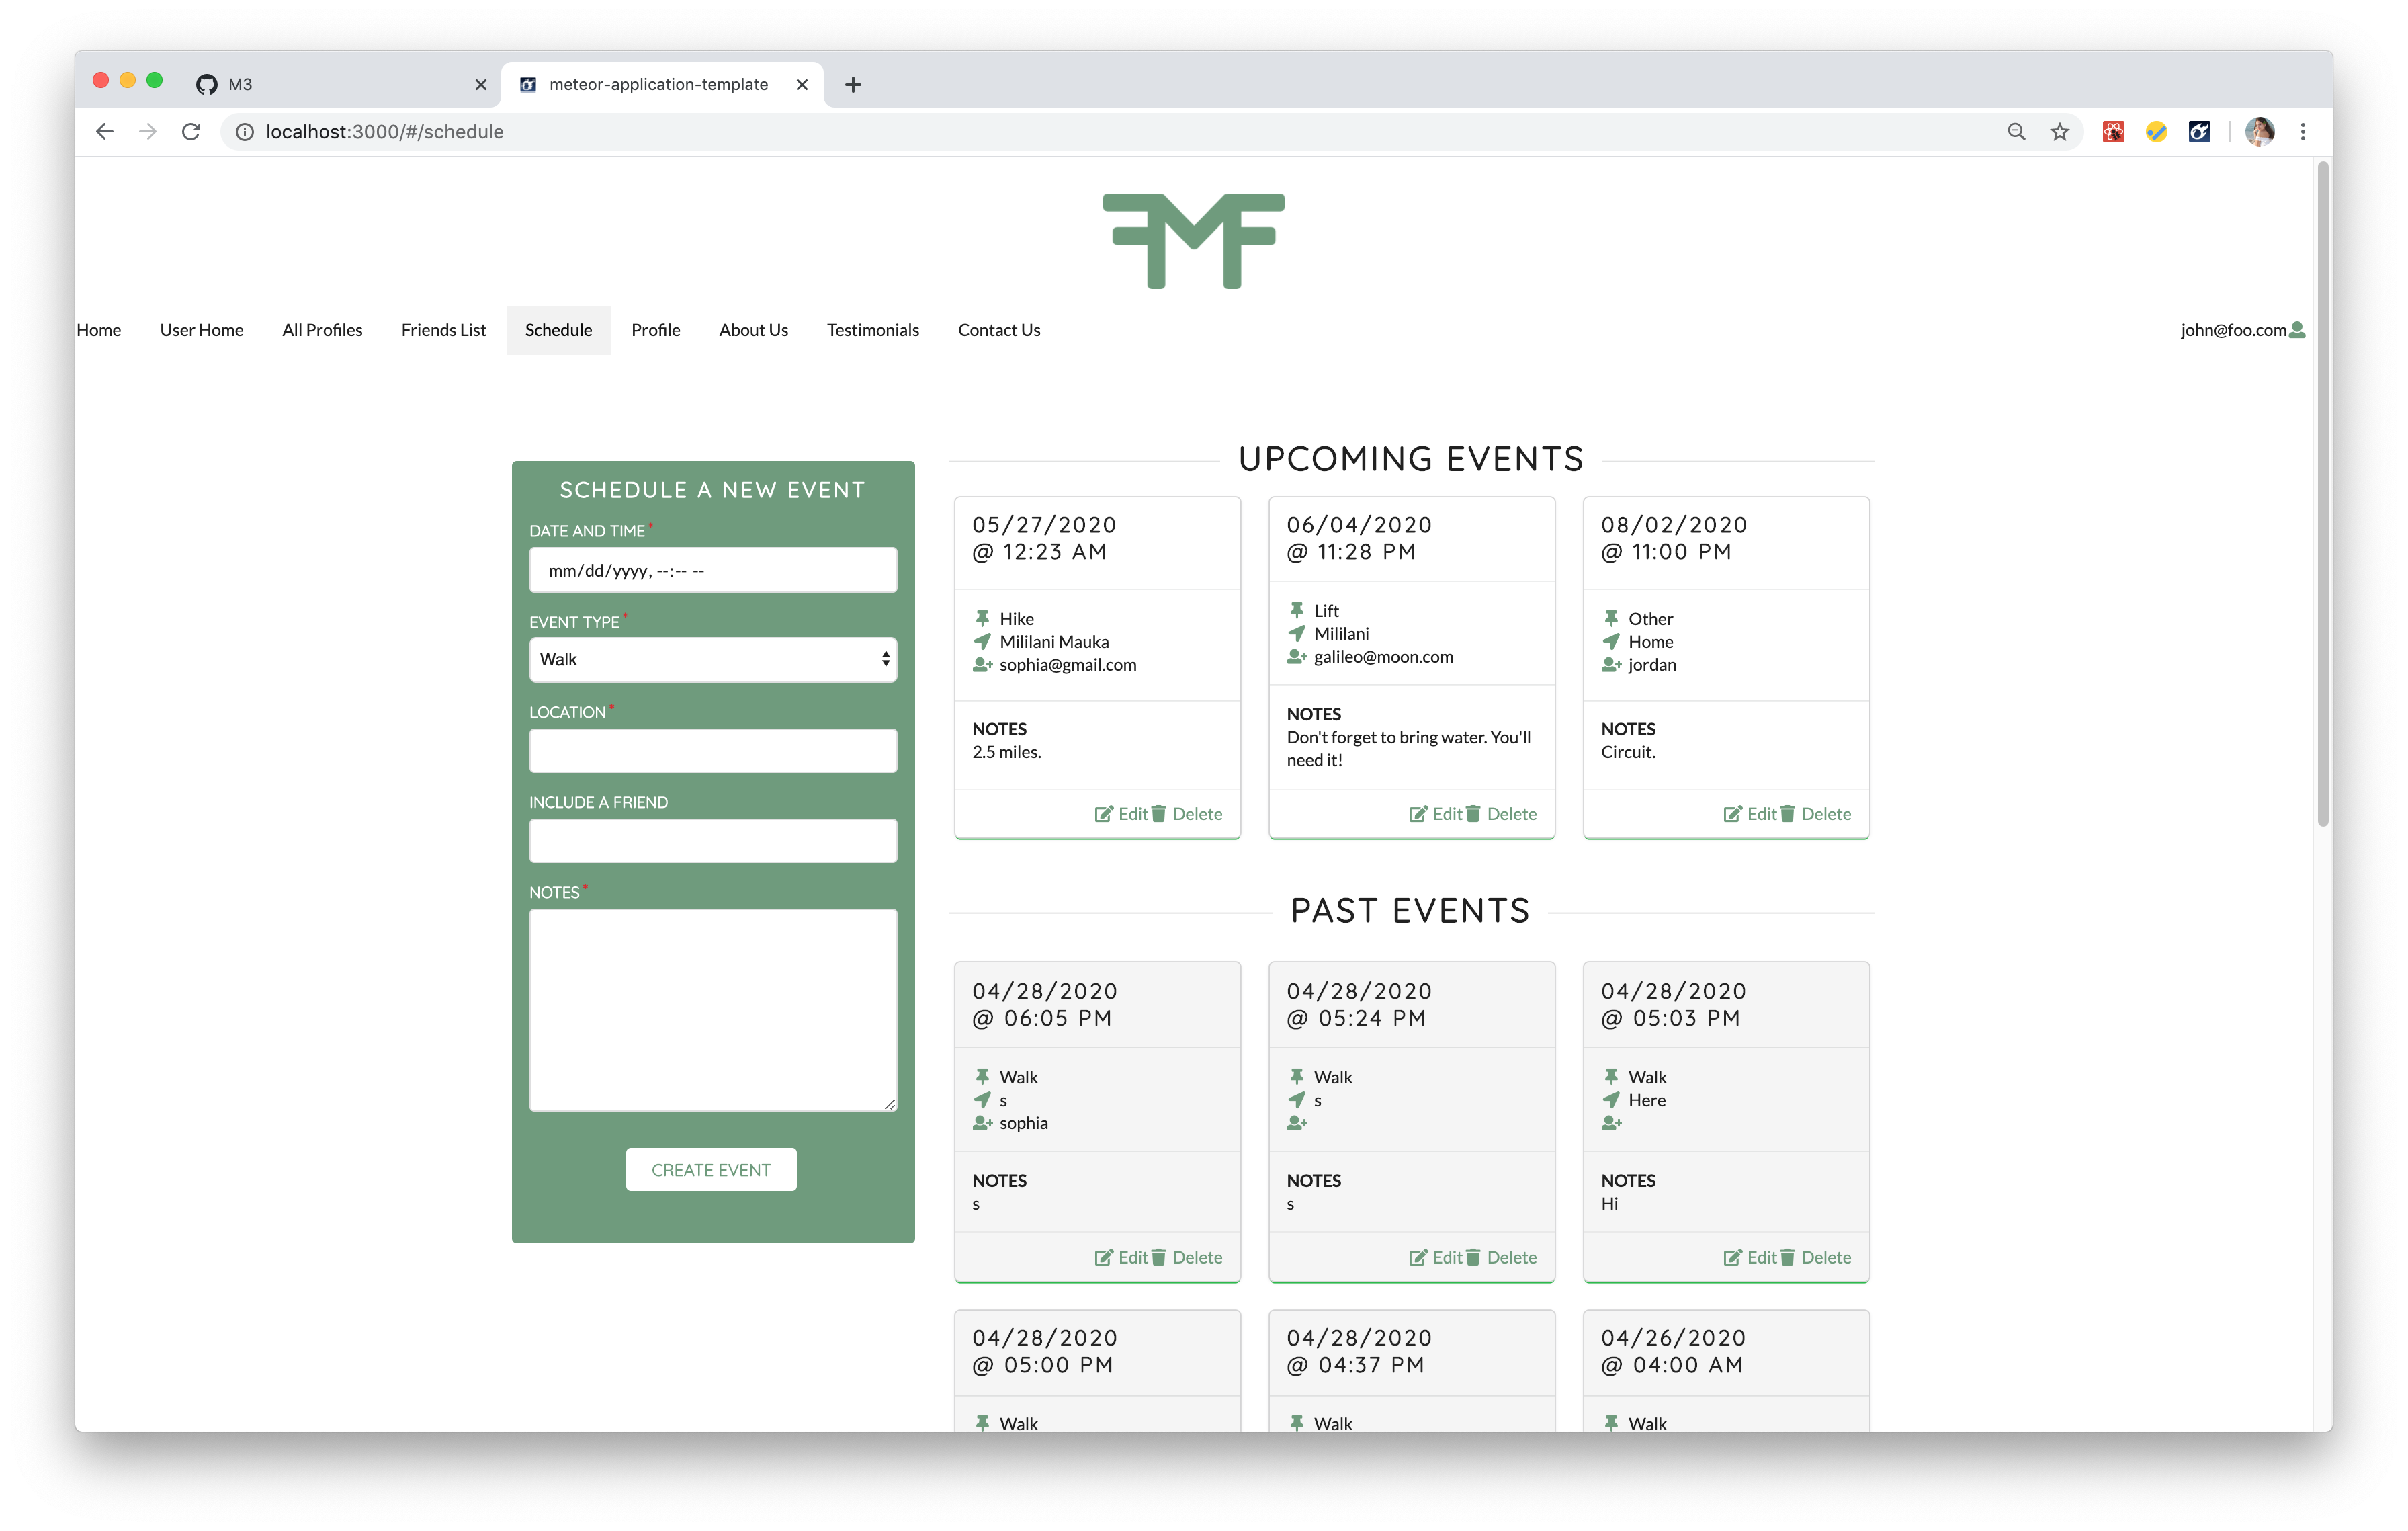 M3
meteor-application-template
localhost:3000/#/schedule
FMF
Home User Home All Profiles Friends List Schedule Profile About Us Testimonials Contact Us john@foo.com
SCHEDULE A NEW EVENT
DATE AND TIME*
mm/dd/yyyy, --:-- --
EVENT TYPE*
Walk
LOCATION*
INCLUDE A FRIEND
NOTES*
CREATE EVENT
UPCOMING EVENTS
05/27/2020
@ 12:23 AM
Hike
Mililani Mauka
sophia@gmail.com
NOTES
2.5 miles.
Edit Delete
06/04/2020
@ 11:28 PM
Lift
Mililani
galileo@moon.com
NOTES
Don't forget to bring water. You'll
need it!
Edit Delete
08/02/2020
@ 11:00 PM
Other
Home
jordan
NOTES
Circuit.
Edit Delete
PAST EVENTS
04/28/2020
@ 06:05 PM
Walk
s
sophia
NOTES
s
Edit Delete
04/28/2020
@ 05:24 PM
Walk
s
NOTES
s
Edit Delete
04/28/2020
@ 05:03 PM
Walk
Here
NOTES
Hi
Edit Delete
04/28/2020
@ 05:00 PM
Walk
04/28/2020
@ 04:37 PM
Walk
04/26/2020
@ 04:00 AM
Walk